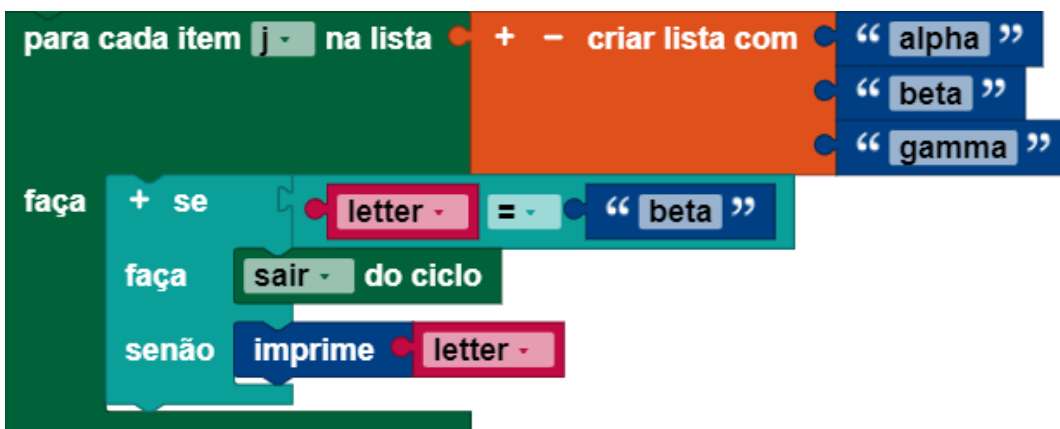 para cada item j na lista + − criar lista com “ alpha ”
“ beta ”
“ gamma ”
faça + se letter = “ beta ”
faça sair do ciclo
senão imprime letter